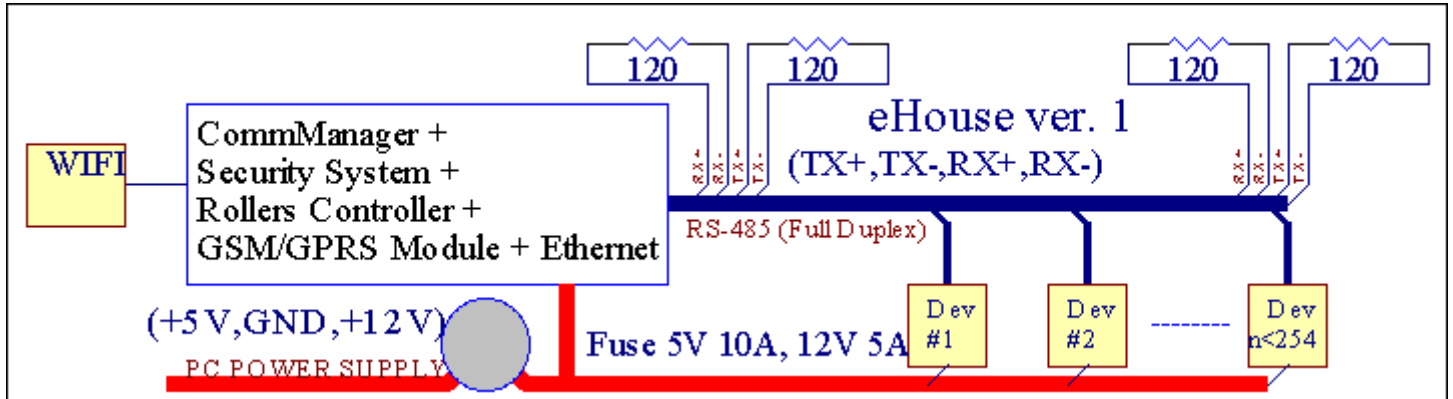 120
120
120
120
eHouse ver. 1
(TX+,TX-,RX+,RX-)
RX+
RX-
TX+
TX-
RX+
RX-
TX+
TX-
WIFI
CommManager +
Security System +
Rollers Controller +
GSM/GPRS Module + Ethernet
RS-485 (Full Duplex)
(+5V,GND,+12V)
PC POWER SUPPLY
Fuse 5V 10A, 12V 5A
Dev
#1
Dev
#2
Dev
n<254